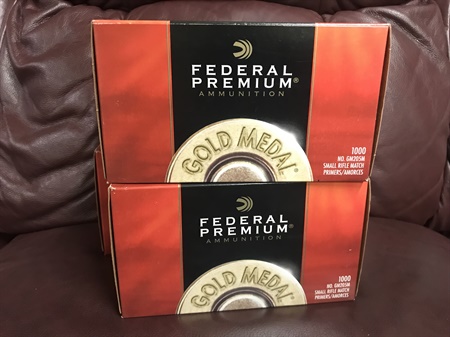 FEDERAL
PREMIUM®
AMMUNITION
GOLD MEDAL®
1000
NO. GM205M
SMALL RIFLE MATCH
PRIMERS/AMORCES
FEDERAL
PREMIUM®
AMMUNITION
GOLD MEDAL®
1000
NO. GM205M
SMALL RIFLE MATCH
PRIMERS/AMORCES